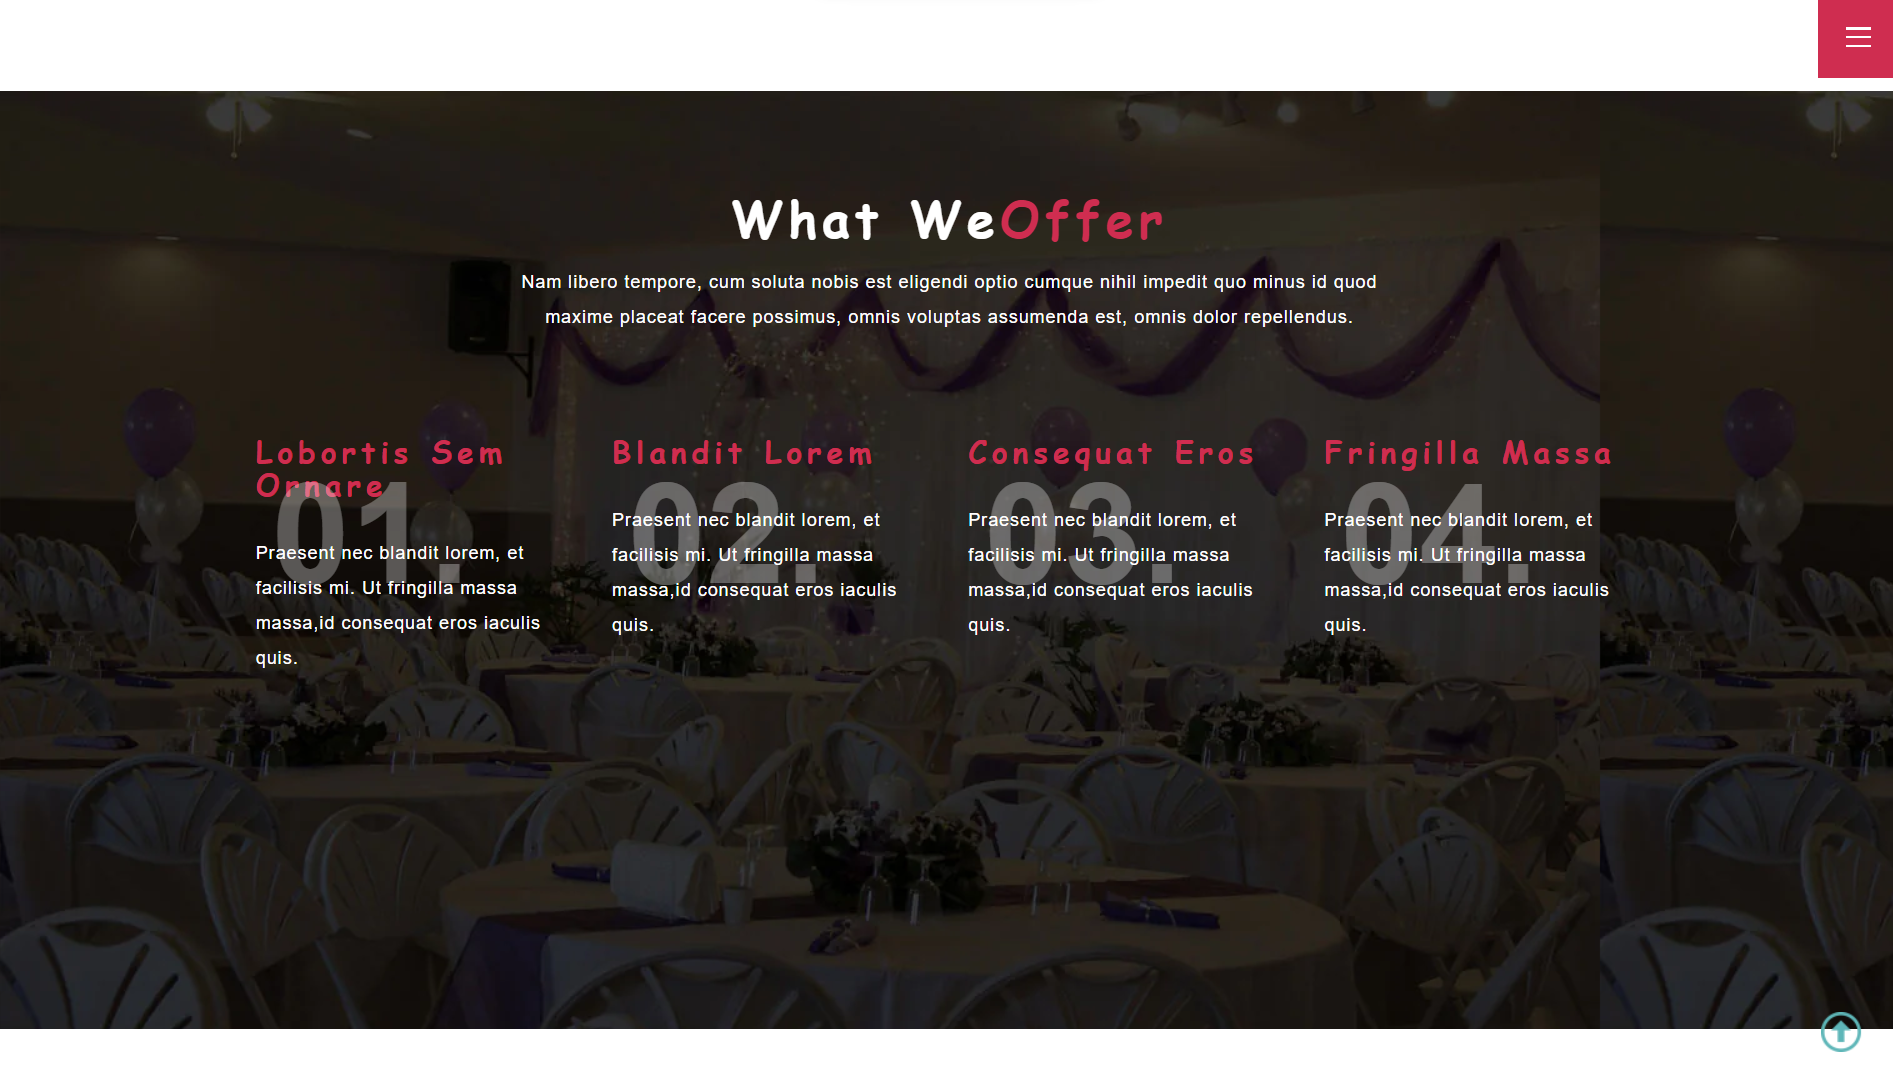 What WeOffer
Nam libero tempore, cum soluta nobis est eligendi optio cumque nihil impedit quo minus id quod
maxime placeat facere possimus, omnis voluptas assumenda est, omnis dolor repellendus.
Lobortis Sem
Ornare
01.
Praesent nec blandit lorem, et
facilisis mi. Ut fringilla massa
massa,id consequat eros iaculis
quis.
Blandit Lorem
02.
Praesent nec blandit lorem, et
facilisis mi. Ut fringilla massa
massa,id consequat eros iaculis
quis.
Consequat Eros
03.
Praesent nec blandit lorem, et
facilisis mi. Ut fringilla massa
massa,id consequat eros iaculis
quis.
Fringilla Massa
04.
Praesent nec blandit lorem, et
facilisis mi. Ut fringilla massa
massa,id consequat eros iaculis
quis.